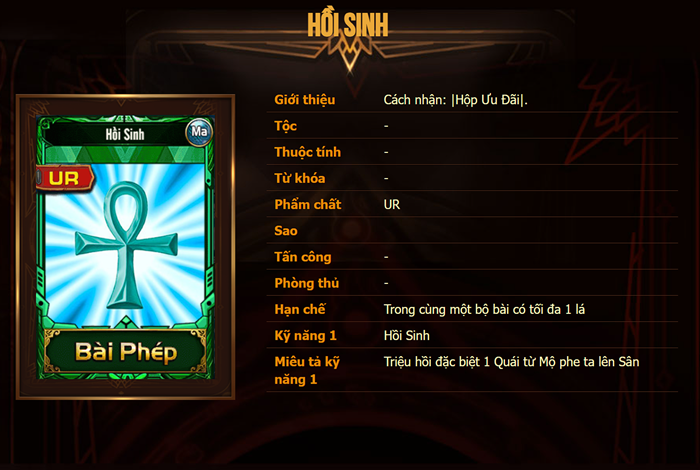 HỒI SINH
Hồi Sinh
Ma
UR
Bài Phép
Giới thiệu Cách nhận: |Hộp Ưu Đãi|.
Tộc -
Thuộc tính -
Từ khóa -
Phẩm chất UR
Sao
Tấn công -
Phòng thủ -
Hạn chế Trong cùng một bộ bài có tối đa 1 lá
Kỹ năng 1 Hồi Sinh
Miêu tả kỹ Triệu hồi đặc biệt 1 Quái từ Mộ phe ta lên Sân
năng 1